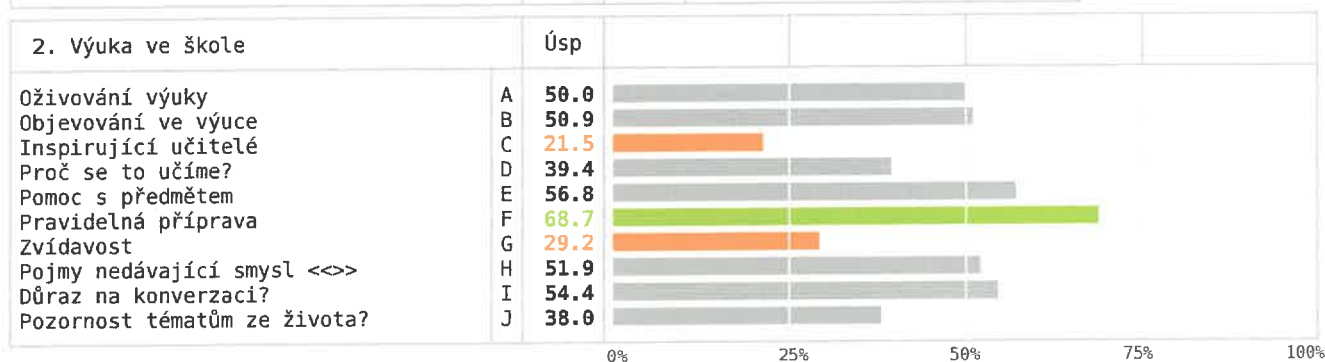 2. Výuka ve škole Úsp
Oživování výuky A 50.0
Objevování ve výuce B 50.9
Inspirující učitelé C 21.5
Proč se to učíme? D 39.4
Pomoc s předmětem E 56.8
Pravidelná příprava F 68.7
Zvídavost G 29.2
Pojmy nedávající smysl <<>> H 51.9
Důraz na konverzaci? I 54.4
Pozornost tématům ze života? J 38.0
0% 25% 50% 75% 100%